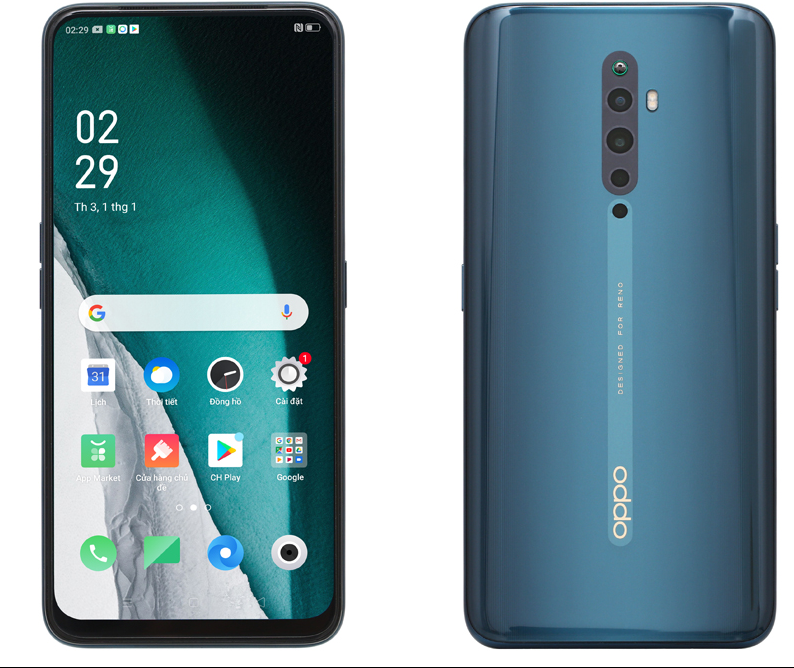 02:29
02
29
Th 3, 1 thg 1
31
1
Lịch
Thời tiết
Đồng hồ
Cài đặt
App Market
Cửa hàng chủ đề
CH Play
Google
DESIGNED FOR RENO
oppo